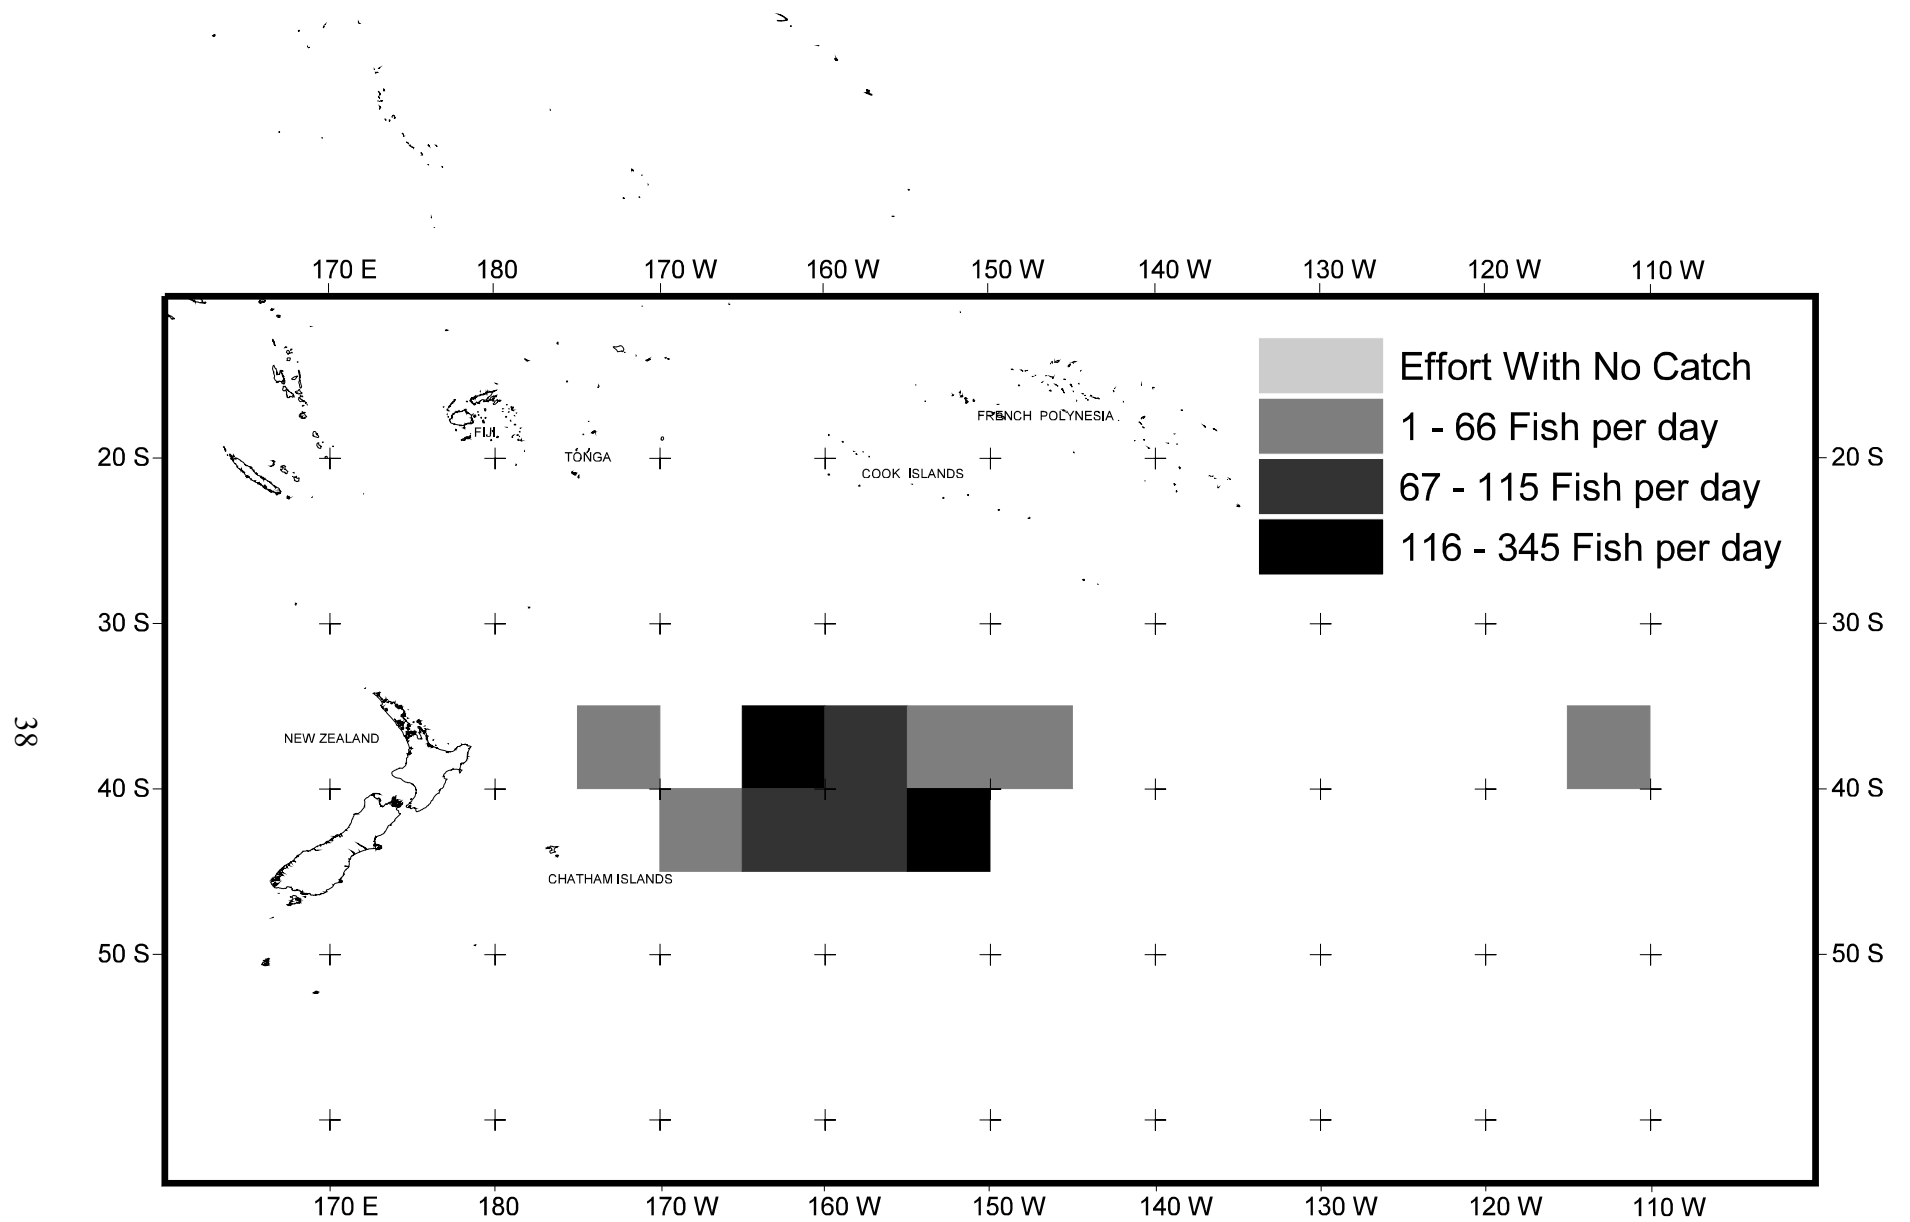 170 E 180 170 W 160 W 150 W 140 W 130 W 120 W 110 W
Effort With No Catch
1 - 66 Fish per day
67 - 115 Fish per day
116 - 345 Fish per day
FRENCH POLYNESIA
FIJI
20 S TONGA 20 S
COOK ISLANDS
30 S 30 S
38
NEW ZEALAND
40 S 40 S
CHATHAM ISLANDS
50 S 50 S
170 E 180 170 W 160 W 150 W 140 W 130 W 120 W 110 W